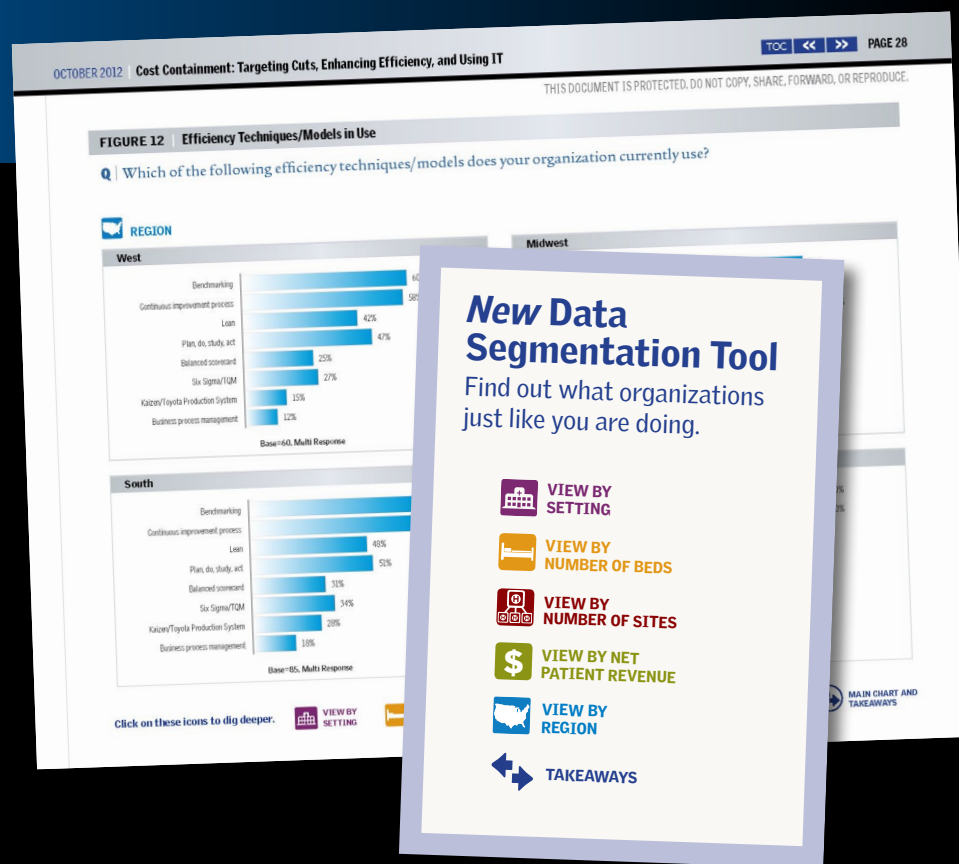 OCTOBER 2012 | Cost Containment: Targeting Cuts, Enhancing Efficiency, and Using IT
TOC << >> PAGE 28
THIS DOCUMENT IS PROTECTED. DO NOT COPY, SHARE, FORWARD, OR REPRODUCE.
FIGURE 12 | Efficiency Techniques/Models in Use
Q | Which of the following efficiency techniques/models does your organization currently use?
REGION
West
Benchmarking 60
Continuous improvement process 58%
Lean 42%
Plan, do, study, act 47%
Balanced scorecard 25%
Six Sigma/TQM 27%
Kaizen/Toyota Production System 15%
Business process management 12%
Base=60, Multi Response
Midwest
South
Benchmarking
Continuous improvement process
Lean 48%
Plan, do, study, act 51%
Balanced scorecard 31%
Six Sigma/TQM 34%
Kaizen/Toyota Production System 28%
Business process management 18%
Base=85, Multi Response
Click on these icons to dig deeper.
VIEW BY
SETTING
MAIN CHART AND
TAKEAWAYS
New Data
Segmentation Tool
Find out what organizations
just like you are doing.
VIEW BY
SETTING
VIEW BY
NUMBER OF BEDS
VIEW BY
NUMBER OF SITES
$
VIEW BY NET
PATIENT REVENUE
VIEW BY
REGION
TAKEAWAYS